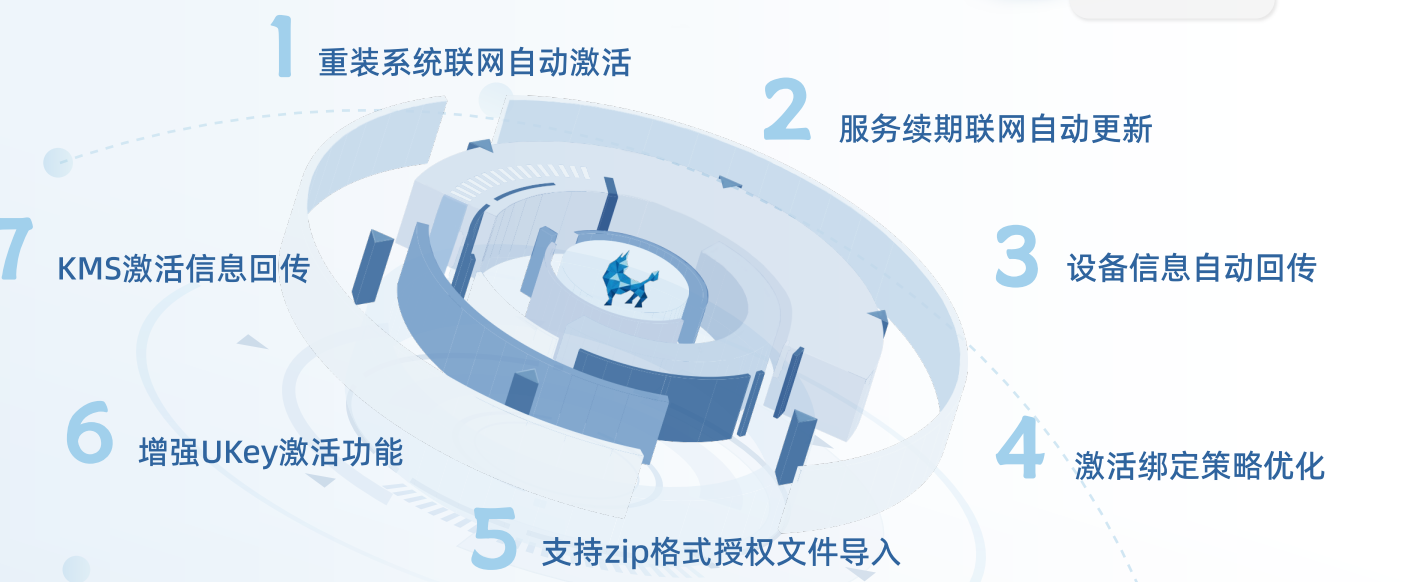 1 重装系统联网自动激活
2 服务续期联网自动更新
3 设备信息自动回传
4 激活绑定策略优化
5 支持zip格式授权文件导入
6 增强UKey激活功能
7 KMS激活信息回传